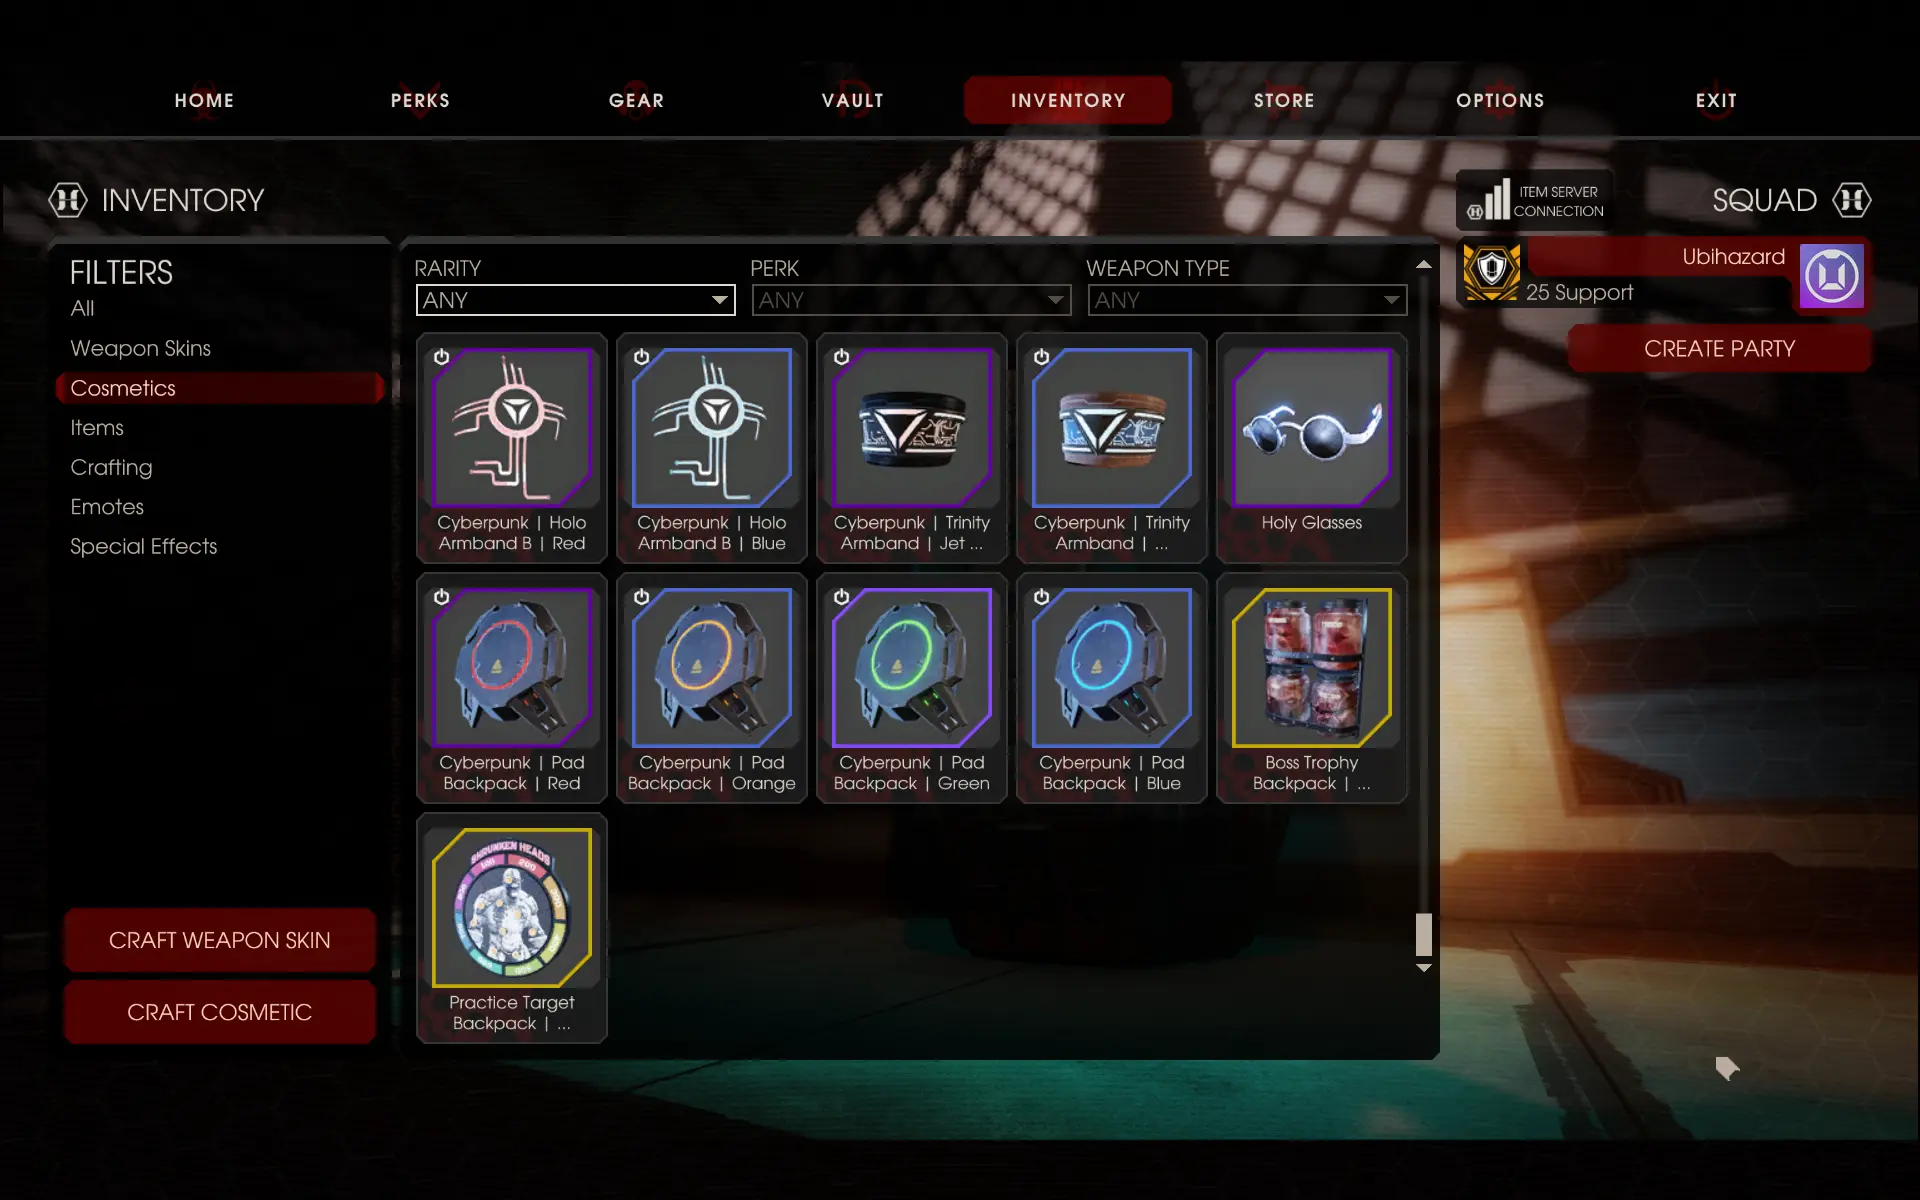 HOME
PERKS
GEAR
VAULT
INVENTORY
STORE
OPTIONS
EXIT
INVENTORY
ITEM SERVER
CONNECTION
SQUAD
FILTERS
All
Weapon Skins
Cosmetics
Items
Crafting
Emotes
Special Effects
CRAFT WEAPON SKIN
CRAFT COSMETIC
RARITY
PERK
WEAPON TYPE
ANY
ANY
ANY
Cyberpunk | Holo
Armband B | Red
Cyberpunk | Holo
Armband B | Blue
Cyberpunk | Trinity
Armband | Jet ...
Cyberpunk | Trinity
Armband | ...
Holy Glasses
Cyberpunk | Pad
Backpack | Red
Cyberpunk | Pad
Backpack | Orange
Cyberpunk | Pad
Backpack | Green
Cyberpunk | Pad
Backpack | Blue
Boss Trophy
Backpack | ...
SHRUNKEN HEADS
100
200
Practice Target
Backpack | ...
Ubihazard
25 Support
CREATE PARTY